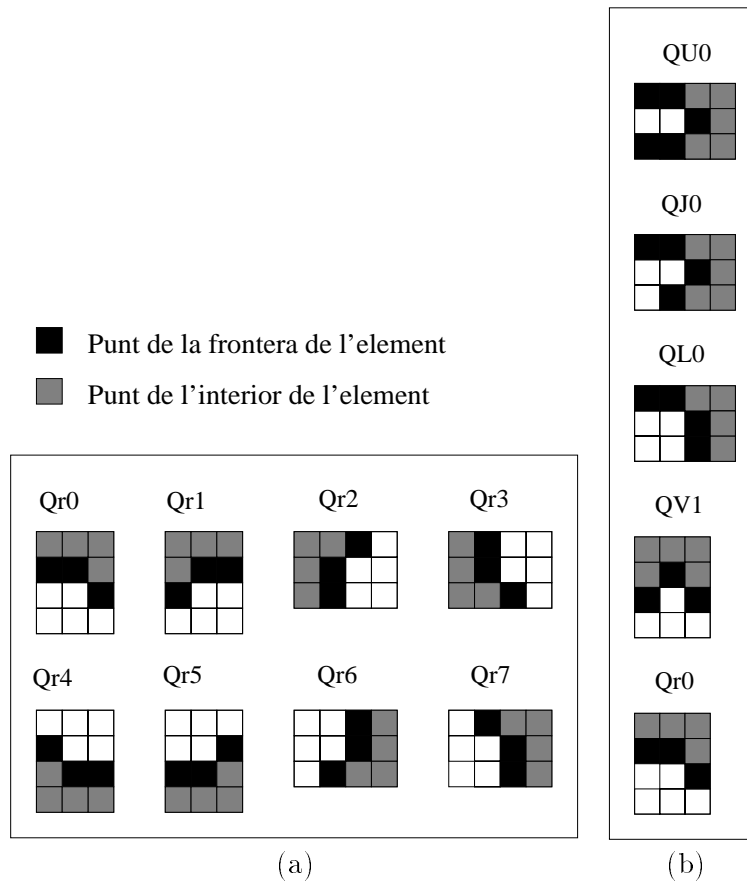 QU0
QJ0
Punt de la frontera de l'element
Punt de l'interior de l'element
QL0
Qr0 Qr1 Qr2 Qr3
QV1
Qr4 Qr5 Qr6 Qr7
Qr0
(a) (b)